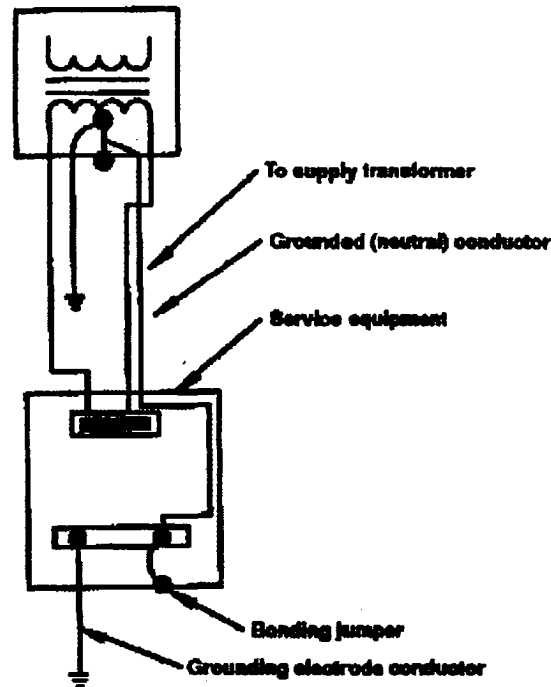 To supply transformer
Grounded (neutral) conductor
Service equipment
Bonding jumper
Grounding electrode conductor